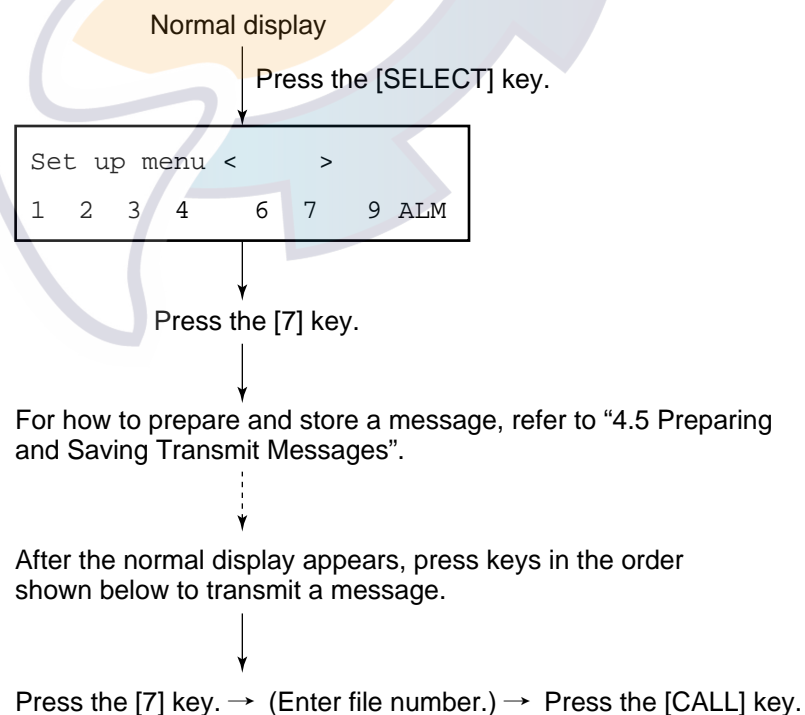 Normal display
Press the [SELECT] key.
Set up menu <      >
1  2  3  4    6  7   9 ALM
Press the [7] key.
For how to prepare and store a message, refer to “4.5 Preparing
and Saving Transmit Messages”.
After the normal display appears, press keys in the order
shown below to transmit a message.
Press the [7] key. → (Enter file number.) → Press the [CALL] key.